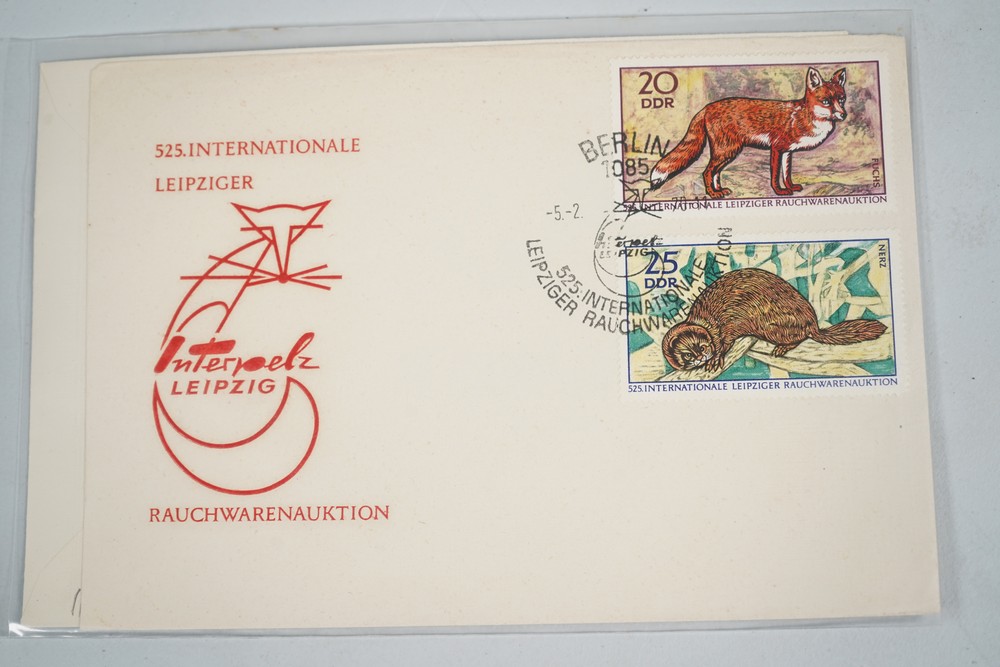 525.INTERNATIONALE
LEIPZIGER
Interpelz
LEIPZIG
RAUCHWARENAUKTION
20
DDR
FUCHS
525.INTERNATIONALE LEIPZIGER RAUCHWARENAUKTION
BERLIN
1085
-5.-2.
LEIPZIGER RAUCHWARENAUKTION
525.INTERNATIONALE
25
DDR
NERZ
525.INTERNATIONALE LEIPZIGER RAUCHWARENAUKTION